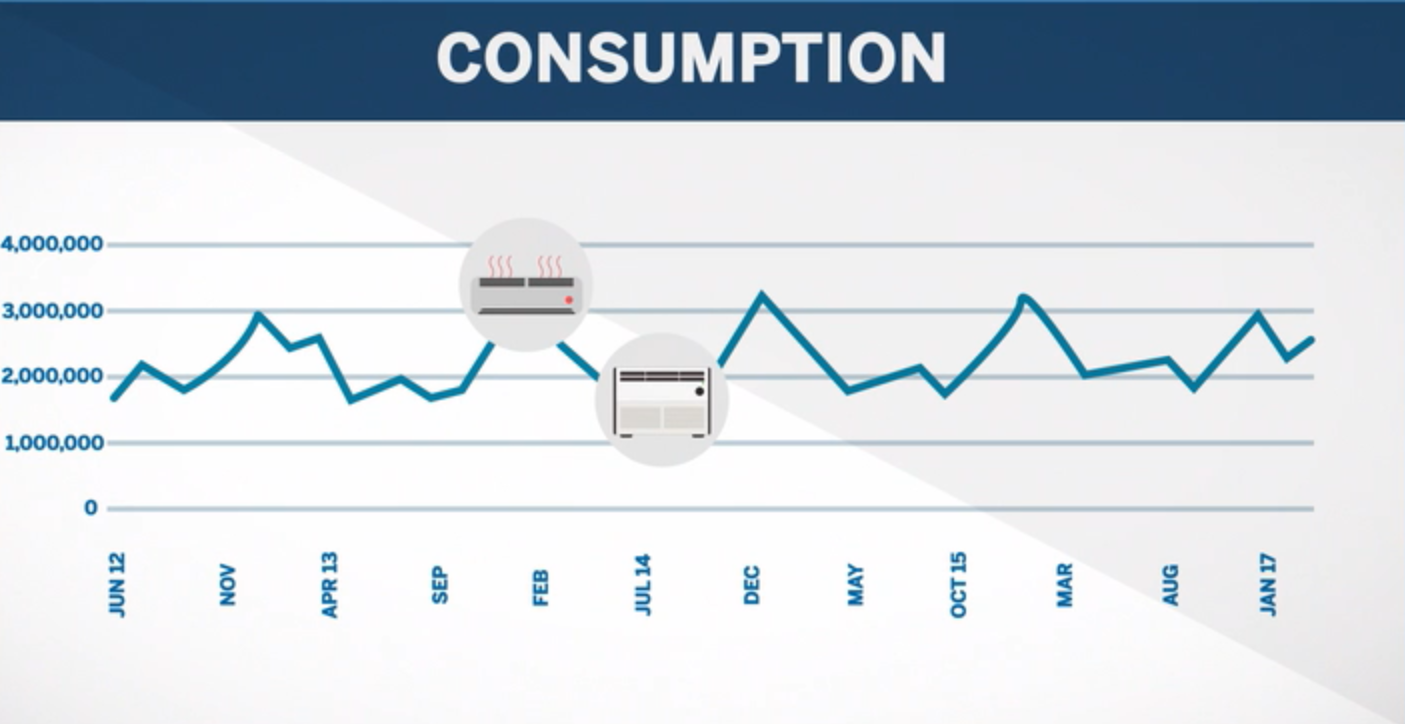 CONSUMPTION
4,000,000
3,000,000
2,000,000
1,000,000
0
JUN 12
NOV
APR 13
SEP
FEB
JUL 14
DEC
MAY
OCT 15
MAR
AUG
JAN 17